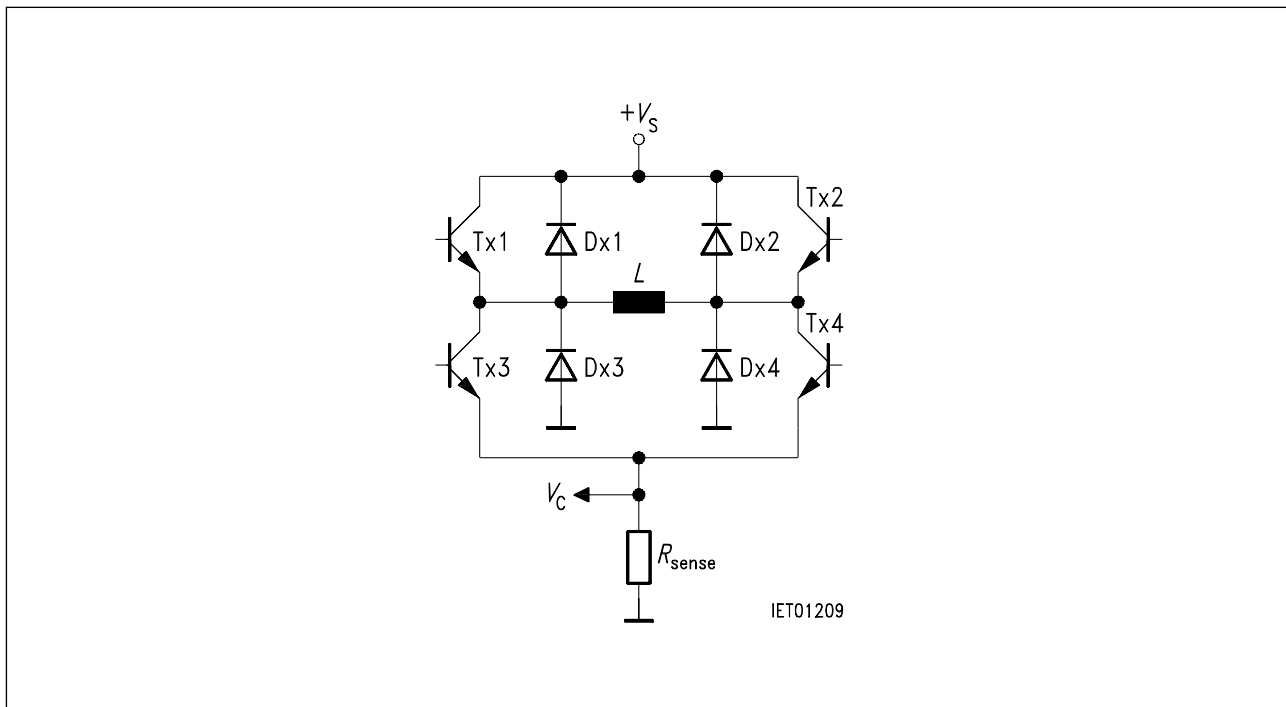 +VS
Tx1
Dx1
Dx2
Tx2
L
Tx3
Dx3
Dx4
Tx4
VC
Rsense
IET01209